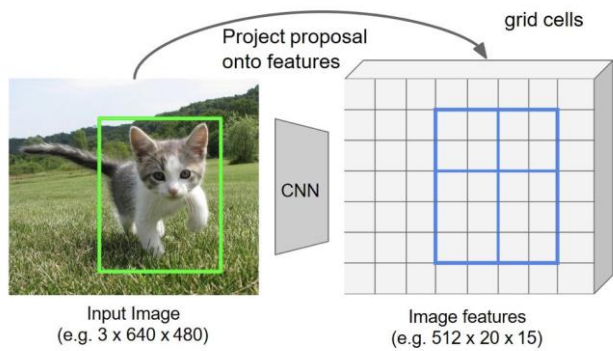 Project proposal
onto features
grid cells
CNN
Input Image
(e.g. 3 x 640 x 480)
Image features
(e.g. 512 x 20 x 15)